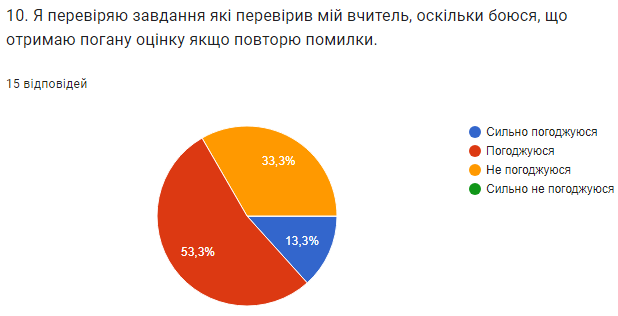 10. Я перевіряю завдання які перевірив мій вчитель, оскільки боюся, що
отримаю погану оцінку якщо повторю помилки.
15 відповідей
33,3%
53,3%
13,3%
Сильно погоджуюся
Погоджуюся
Не погоджуюся
Сильно не погоджуюся